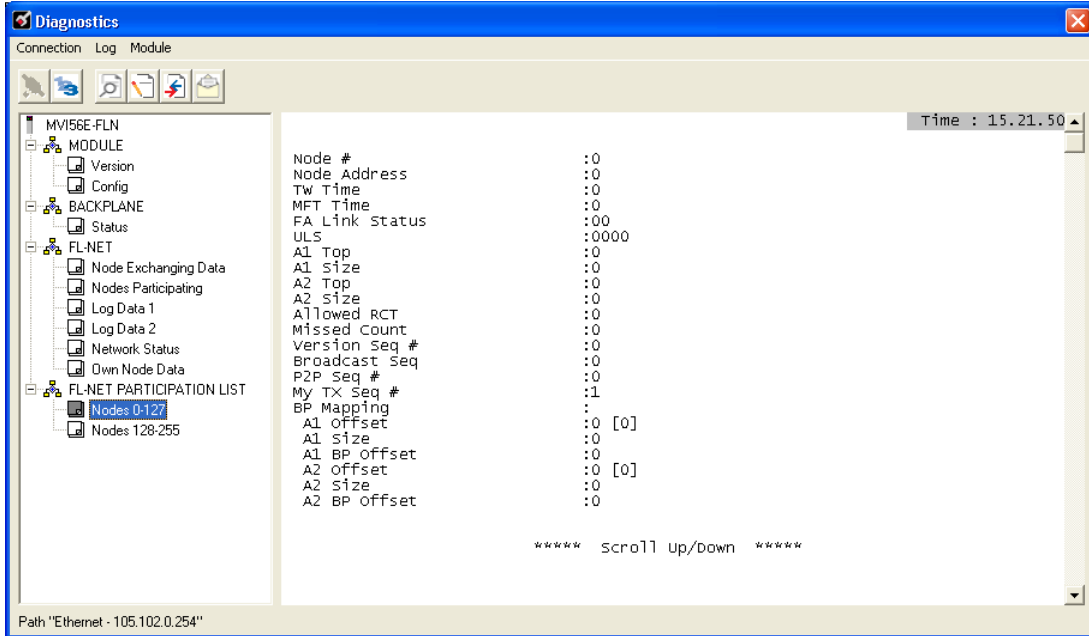 Diagnostics
Connection Log Module
MVI56E-FLN
MODULE
Version
Config
BACKPLANE
Status
FL-NET
Node Exchanging Data
Nodes Participating
Log Data 1
Log Data 2
Network Status
Own Node Data
FL-NET PARTICIPATION LIST
Nodes 0-127
Nodes 128-255
Time : 15.21.50
Node # :0
Node Address :0
TW Time :0
MFT Time :0
FA Link Status :00
ULS :0000
A1 Top :0
A1 Size :0
A2 Top :0
A2 Size :0
Allowed RCT :0
Missed Count :0
Version Seq # :0
Broadcast Seq :0
P2P Seq # :0
My TX Seq # :1
BP Mapping :
A1 Offset :0 [0]
A1 Size :0
A1 BP Offset :0
A2 Offset :0 [0]
A2 Size :0
A2 BP Offset :0
***** Scroll Up/Down *****
Path "Ethernet - 105.102.0.254"